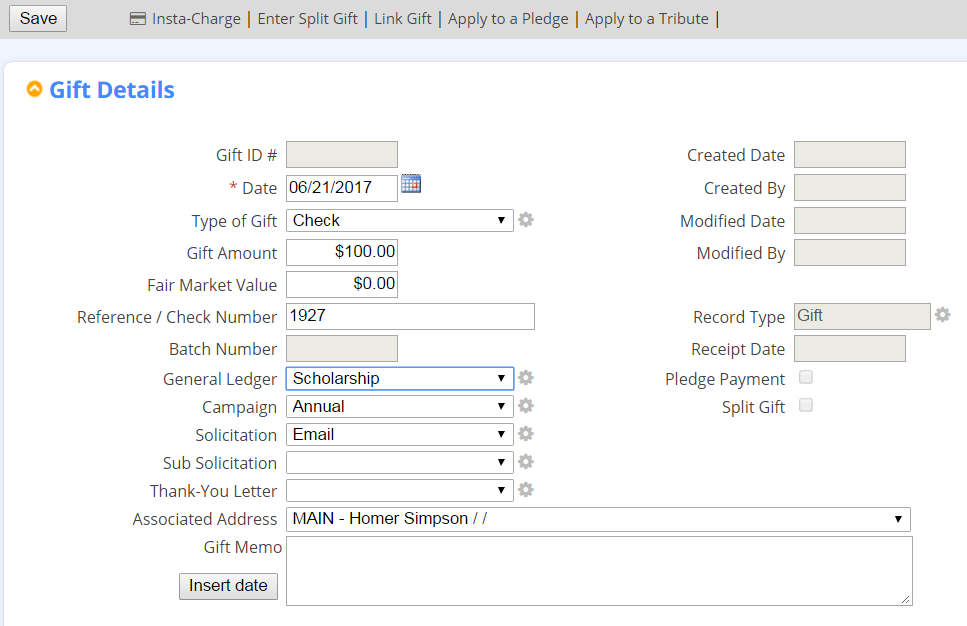 Save Insta-Charge | Enter Split Gift | Link Gift | Apply to a Pledge | Apply to a Tribute |
Gift Details
Gift ID # Created Date
* Date 06/21/2017 Created By
Type of Gift Check Modified Date
Gift Amount $100.00 Modified By
Fair Market Value $0.00
Reference / Check Number 1927 Record Type Gift
Batch Number Receipt Date
General Ledger Scholarship Pledge Payment
Campaign Annual Split Gift
Solicitation Email
Sub Solicitation
Thank-You Letter
Associated Address MAIN - Homer Simpson / /
Gift Memo
Insert date